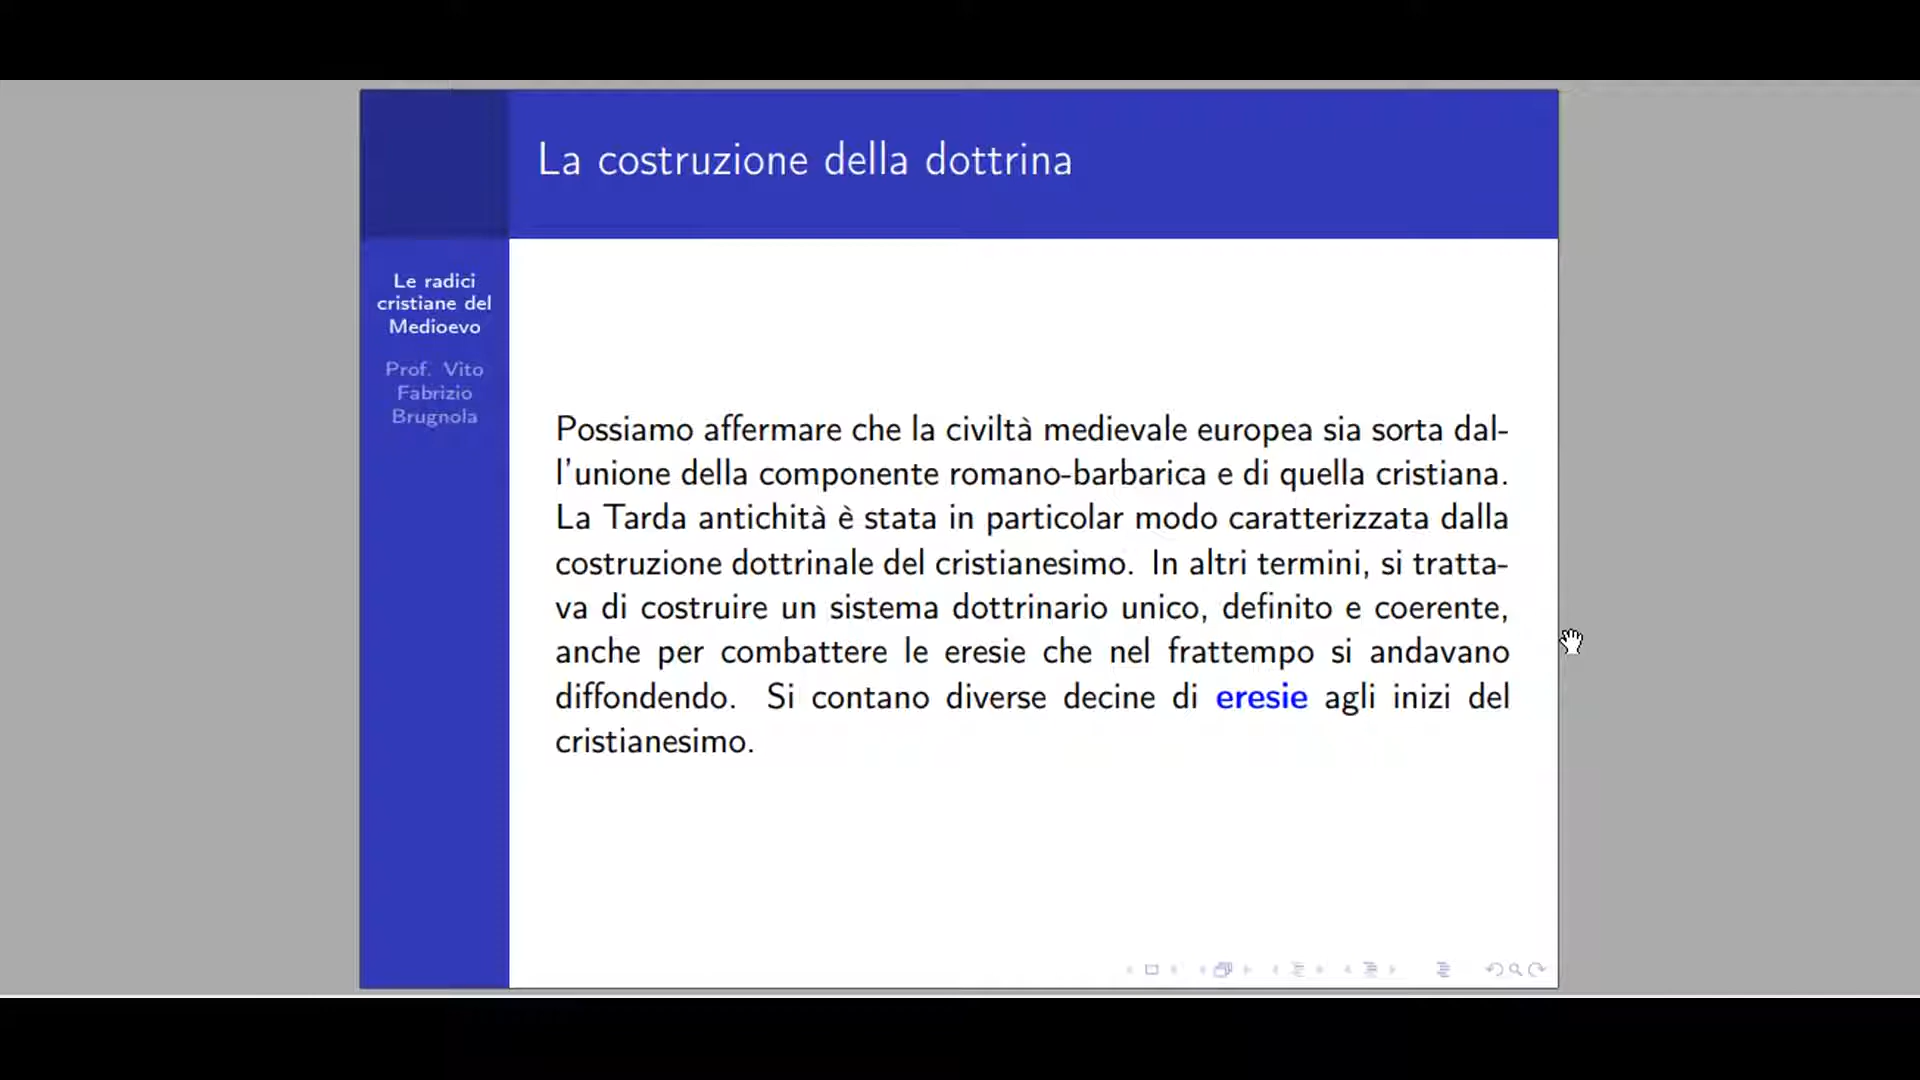 La costruzione della dottrina
Le radici
cristiane del
Medioevo
Prof. Vito
Fabrizio
Brugnola
Possiamo affermare che la civiltà medievale europea sia sorta dal-
l'unione della componente romano-barbarica e di quella cristiana.
La Tarda antichità è stata in particolar modo caratterizzata dalla
costruzione dottrinale del cristianesimo. In altri termini, si tratta-
va di costruire un sistema dottrinario unico, definito e coerente,
anche per combattere le eresie che nel frattempo si andavano
diffondendo. Si contano diverse decine di eresie agli inizi del
cristianesimo.